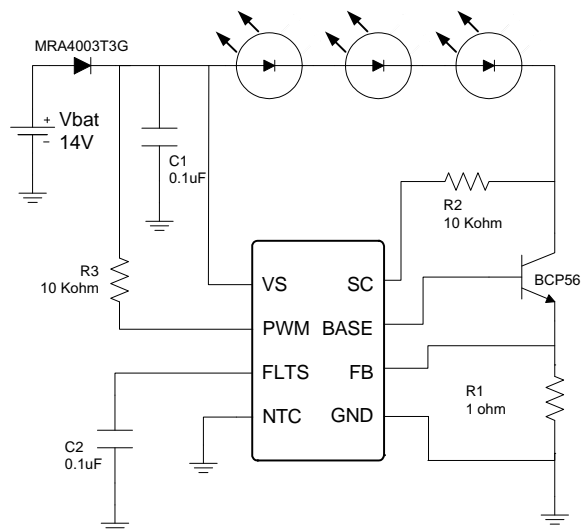 MRA4003T3G
+ Vbat
− 14V
C1
0.1uF
R2
10 Kohm
R3
10 Kohm
BCP56
VS
SC
PWM
BASE
FLTS
FB
NTC
GND
R1
1 ohm
C2
0.1uF